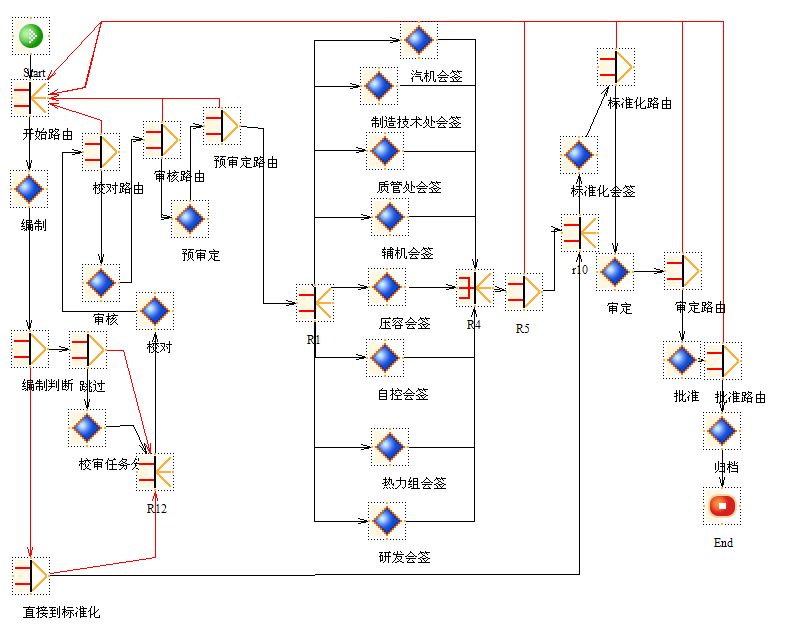 Start
开始路由
编制
校对路由
审核路由
预审定路由
预审定
审核
校对
编制判断
跳过
校审任务分
R12
直接到标准化
汽机会签
制造技术处会签
质管处会签
辅机会签
压容会签
自控会签
热力组会签
研发会签
R1
R4
R5
r10
标准化会签
标准化路由
审定
审定路由
批准
批准路由
归档
End